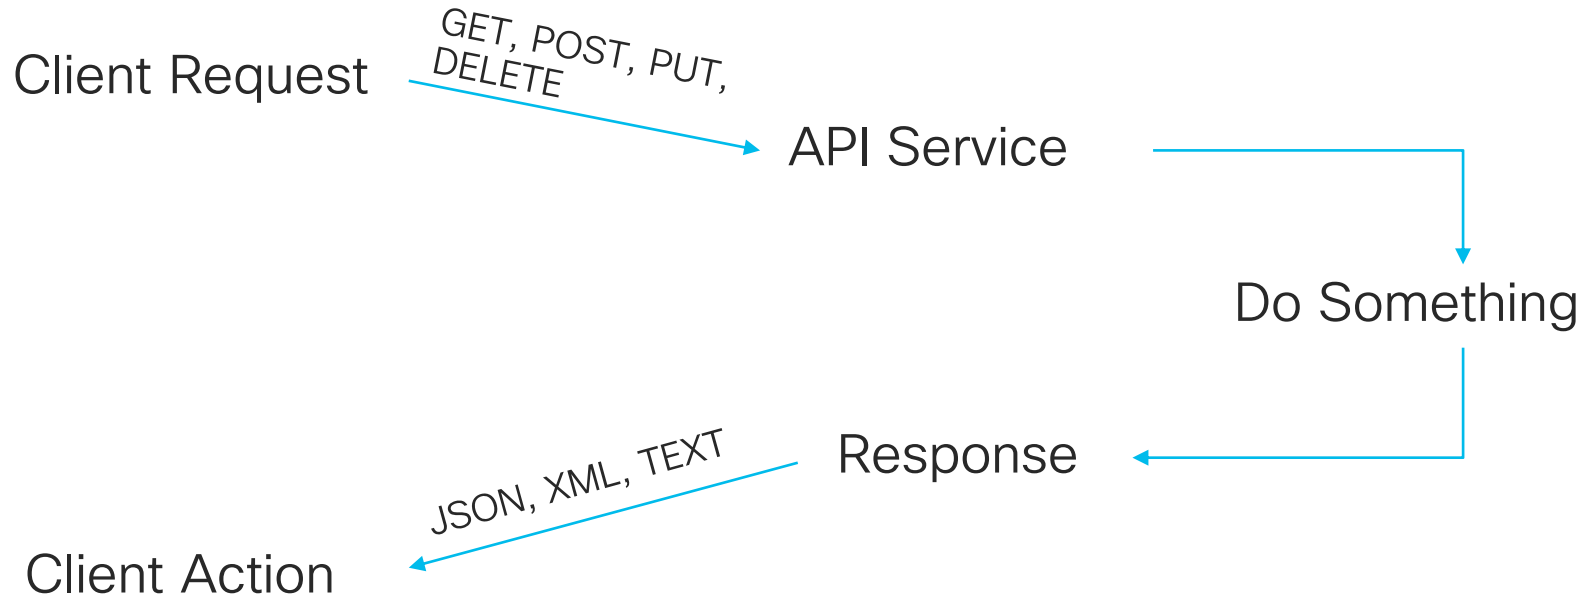 Client Request
GET, POST, PUT,
DELETE
API Service
Do Something
Response
JSON, XML, TEXT
Client Action